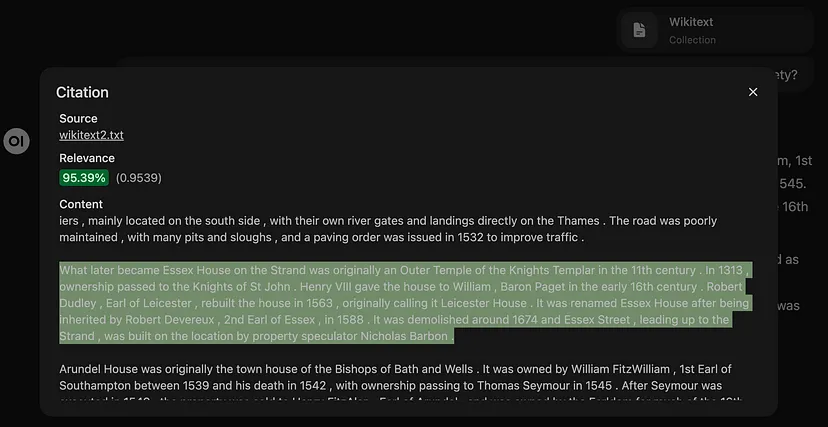 Wikitext
Collection
ety?
Citation
Source
wikitext2.txt
OI
Relevance
m, 1st
95.39% (0.9539)
545.
Content
16th
iers , mainly located on the south side , with their own river gates and landings directly on the Thames . The road was poorly
maintained , with many pits and sloughs , and a paving order was issued in 1532 to improve traffic .
d as
What later became Essex House on the Strand was originally an Outer Temple of the Knights Templar in the 11th century . In 1313 ,
ownership passed to the Knights of St John . Henry VIII gave the house to William , Baron Paget in the early 16th century . Robert
Dudley , Earl of Leicester , rebuilt the house in 1563 , originally calling it Leicester House . It was renamed Essex House after being
was
inherited by Robert Devereux , 2nd Earl of Essex , in 1588 . It was demolished around 1674 and Essex Street , leading up to the
Strand , was built on the location by property speculator Nicholas Barbon .
Arundel House was originally the town house of the Bishops of Bath and Wells . It was owned by William FitzWilliam , 1st Earl of
Southampton between 1539 and his death in 1542 , with ownership passing to Thomas Seymour in 1545 . After Seymour was